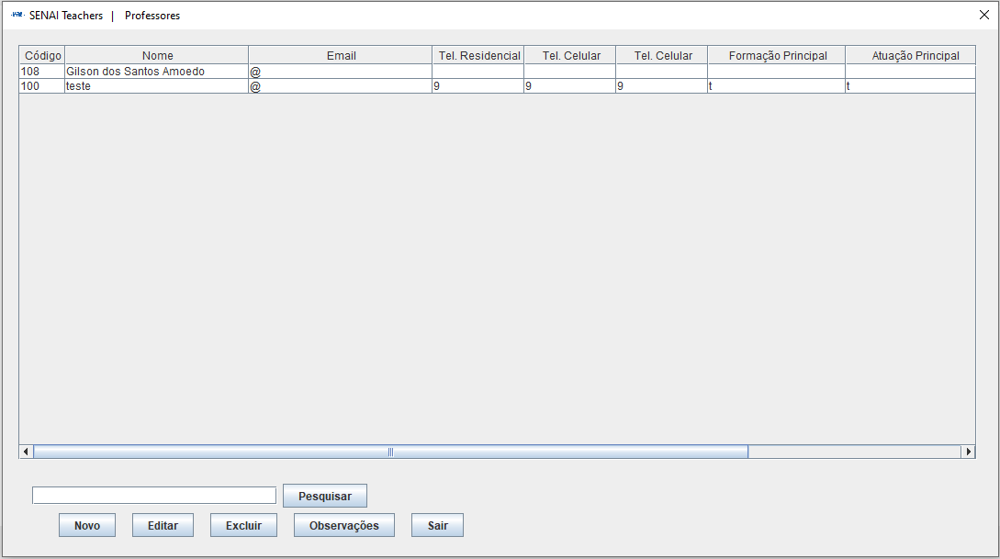 SENAI Teachers | Professores
Código Nome Email Tel. Residencial Tel. Celular Tel. Celular Formação Principal Atuação Principal
108 Gilson dos Santos Amoedo @
100 teste @ 9 9 9 t t
Pesquisar
Novo Editar Excluir Observações Sair